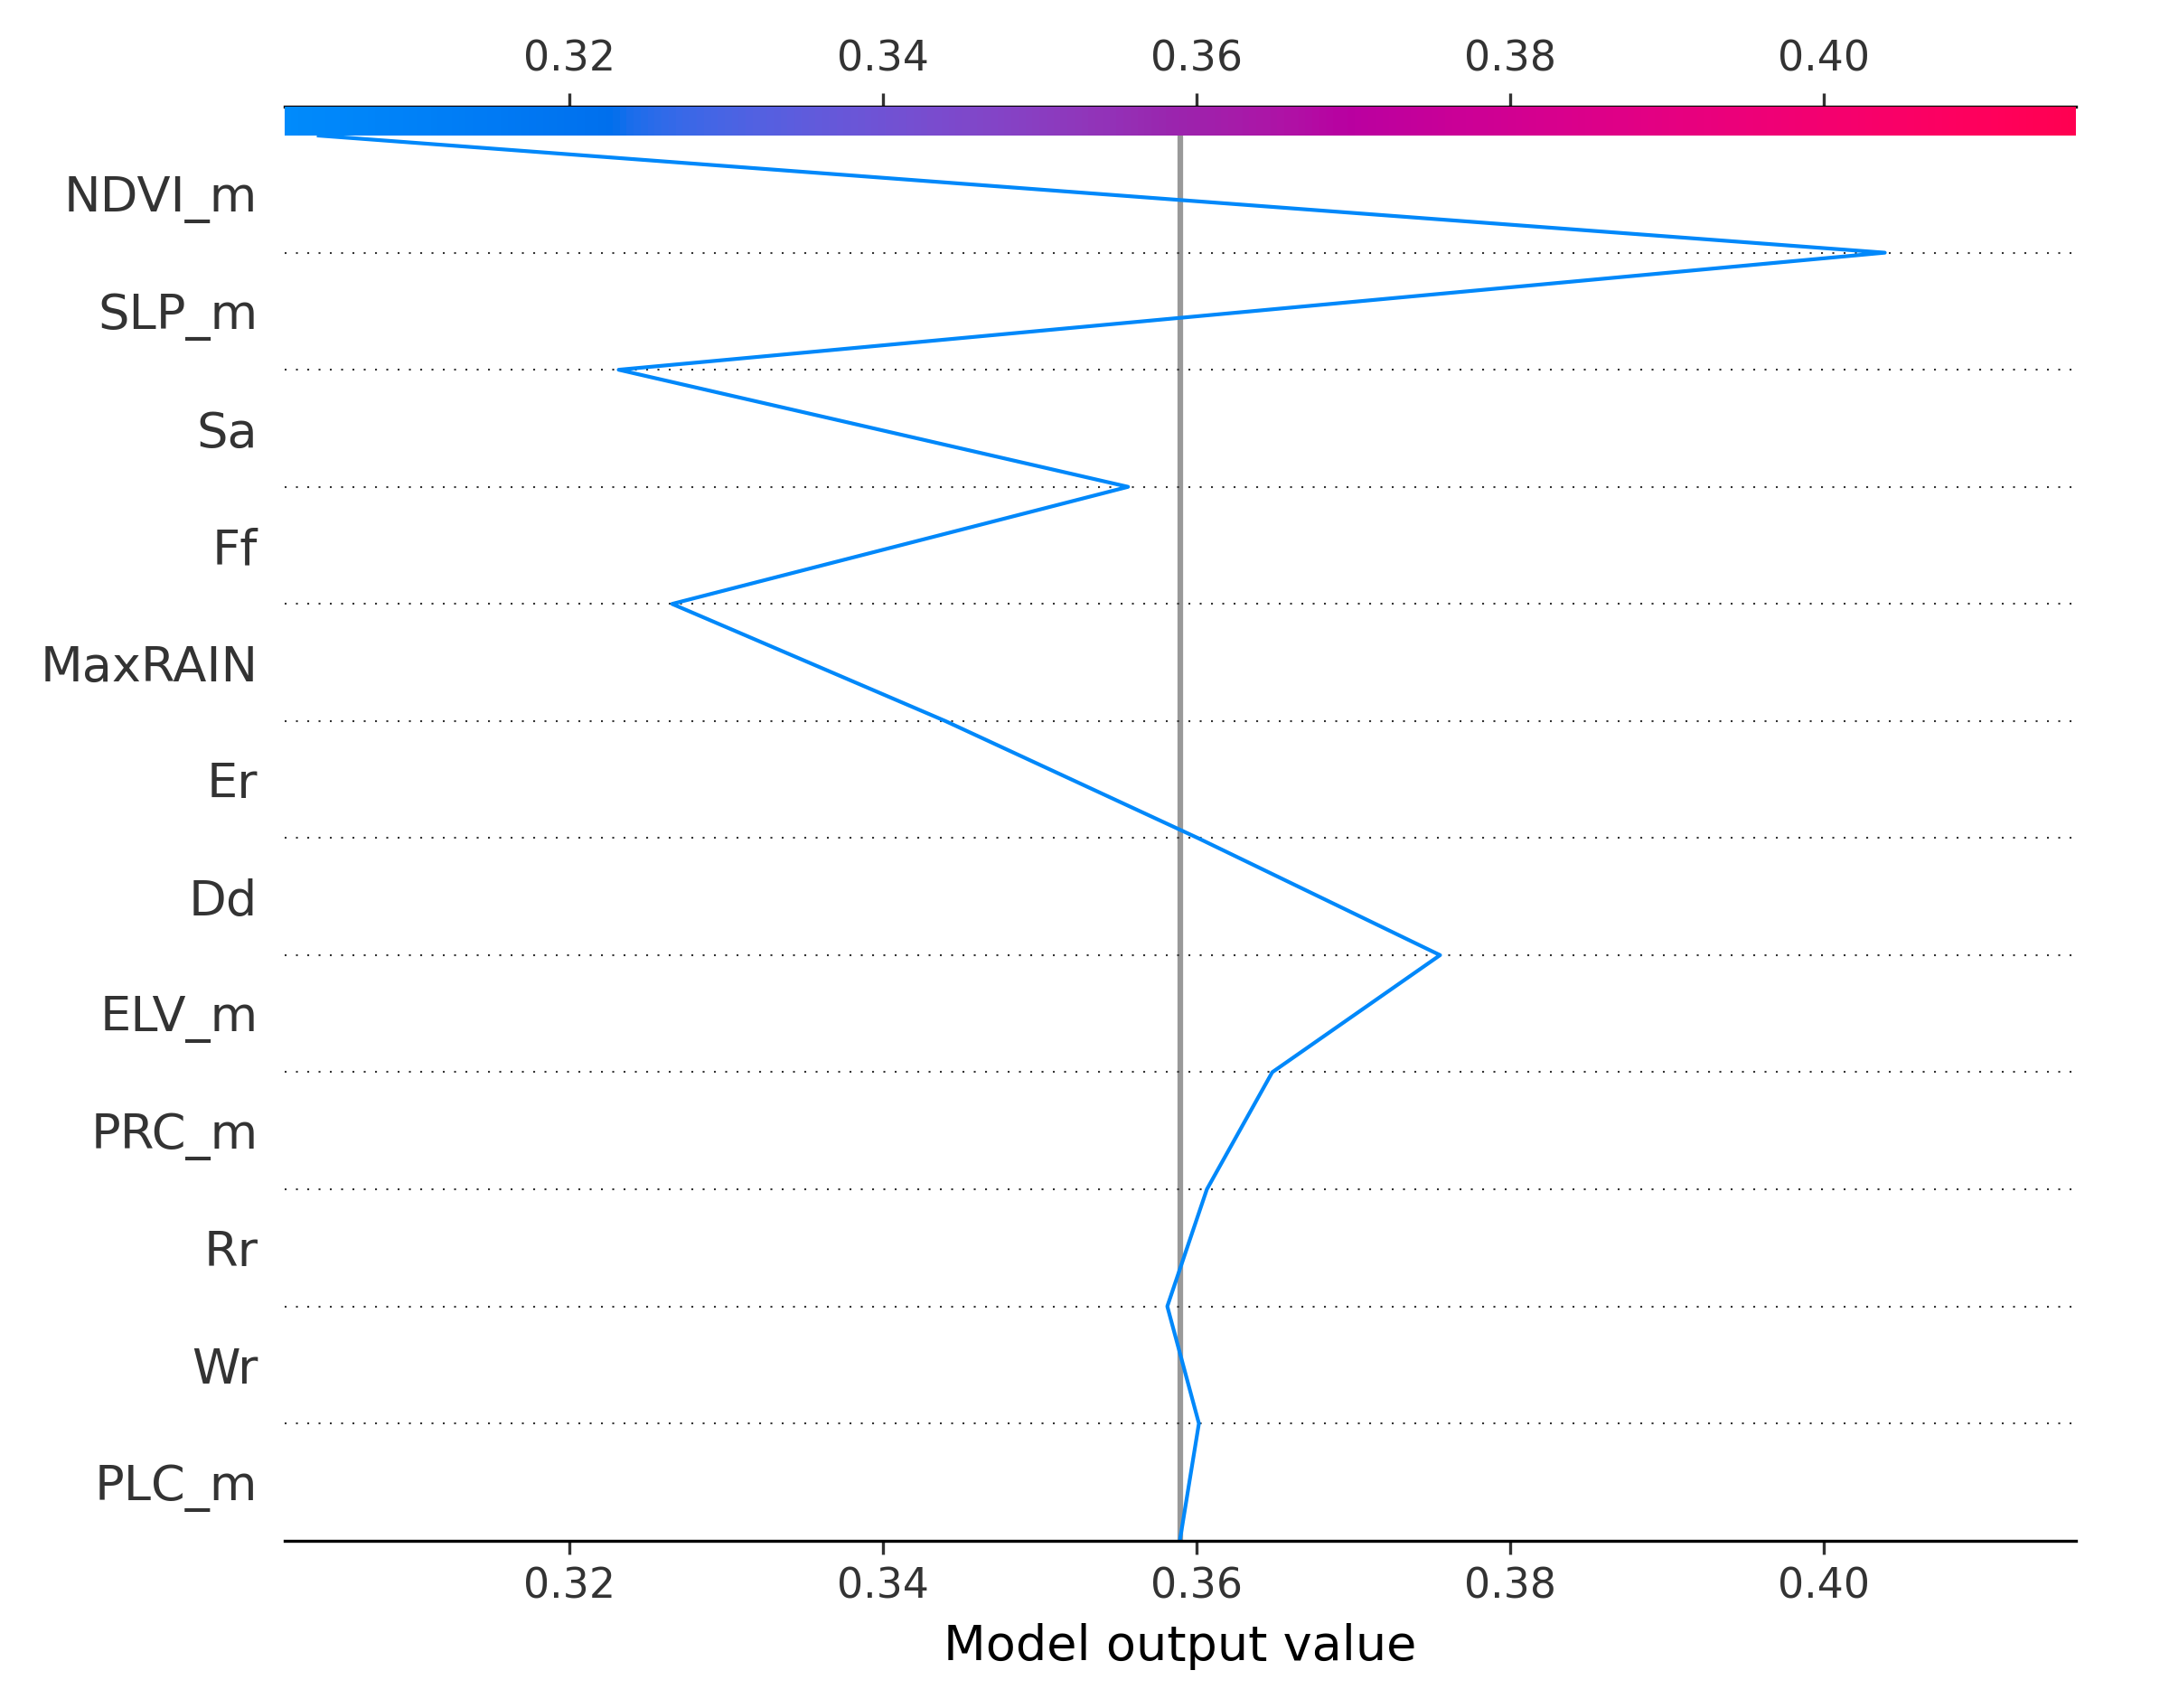 0.32 0.34 0.36 0.38 0.40
NDVI_m
SLP_m
Sa
Ff
MaxRAIN
Er
Dd
ELV_m
PRC_m
Rr
Wr
PLC_m
0.32 0.34 0.36 0.38 0.40
Model output value